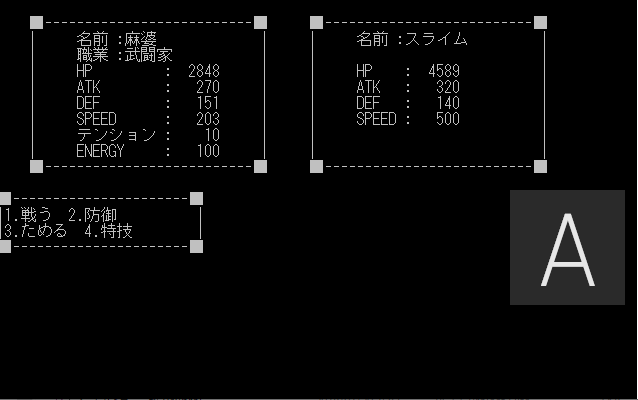 名前 :麻婆
職業 :武闘家
HP : 2848
ATK : 270
DEF : 151
SPEED : 203
テンション : 10
ENERGY : 100
名前 :スライム
HP : 4589
ATK : 320
DEF : 140
SPEED : 500
1.戦う 2.防御
3.ためる 4.特技
A